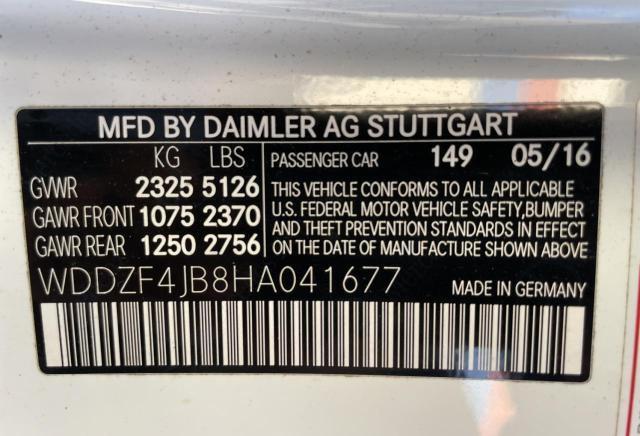 MFD BY DAIMLER AG STUTTGART
KG LBS
GVWR 2325 5126
GAWR FRONT 1075 2370
GAWR REAR 1250 2756
PASSENGER CAR 149 05/16
THIS VEHICLE CONFORMS TO ALL APPLICABLE
U.S. FEDERAL MOTOR VEHICLE SAFETY, BUMPER
AND THEFT PREVENTION STANDARDS IN EFFECT
ON THE DATE OF MANUFACTURE SHOWN ABOVE.
WDDZF4JB8HA041677
MADE IN GERMANY